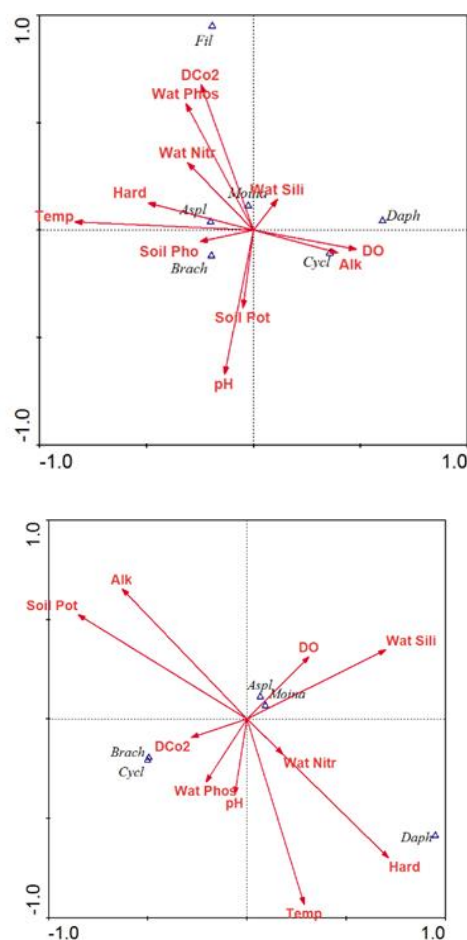 1.0
Fil
DCo2
Wat Phos
Wat Nitr
Moina
Wat Sili
Hard
Aspl
Temp
Daph
Soil Pho
DO
Cycl
Alk
Brach
Soil Pot
pH
-1.0
-1.0
1.0
1.0
Alk
Soil Pot
Wat Sili
DO
Aspl
Moina
Brach
DCo2
Cycl
Wat Nitr
Wat Phos
pH
Daph
Hard
Temp
-1.0
-1.0
1.0